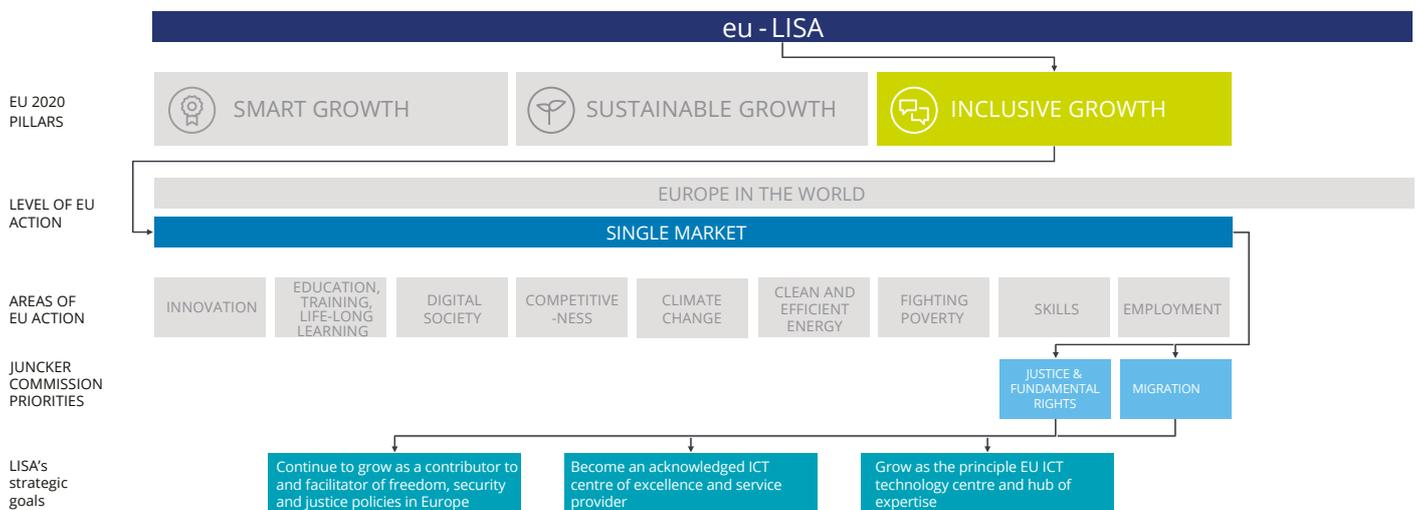 eu - LISA
EU 2020
PILLARS
SMART GROWTH
SUSTAINABLE GROWTH
INCLUSIVE GROWTH
LEVEL OF EU
ACTION
EUROPE IN THE WORLD
SINGLE MARKET
AREAS OF
EU ACTION
INNOVATION
EDUCATION,
TRAINING,
LIFE-LONG
LEARNING
DIGITAL
SOCIETY
COMPETITIVE
-NESS
CLIMATE
CHANGE
CLEAN AND
EFFICIENT
ENERGY
FIGHTING
POVERTY
SKILLS
EMPLOYMENT
JUNCKER
COMMISSION
PRIORITIES
JUSTICE &
FUNDAMENTAL
RIGHTS
MIGRATION
LISA's
strategic
goals
Continue to grow as a contributor to
and facilitator of freedom, security
and justice policies in Europe
Become an acknowledged ICT
centre of excellence and service
provider
Grow as the principle EU ICT
technology centre and hub of
expertise